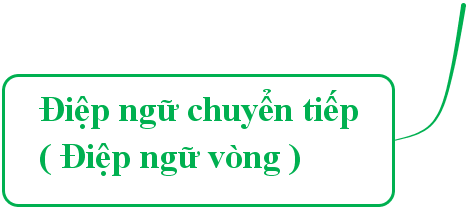 Điệp ngữ chuyển tiếp
( Điệp ngữ vòng )